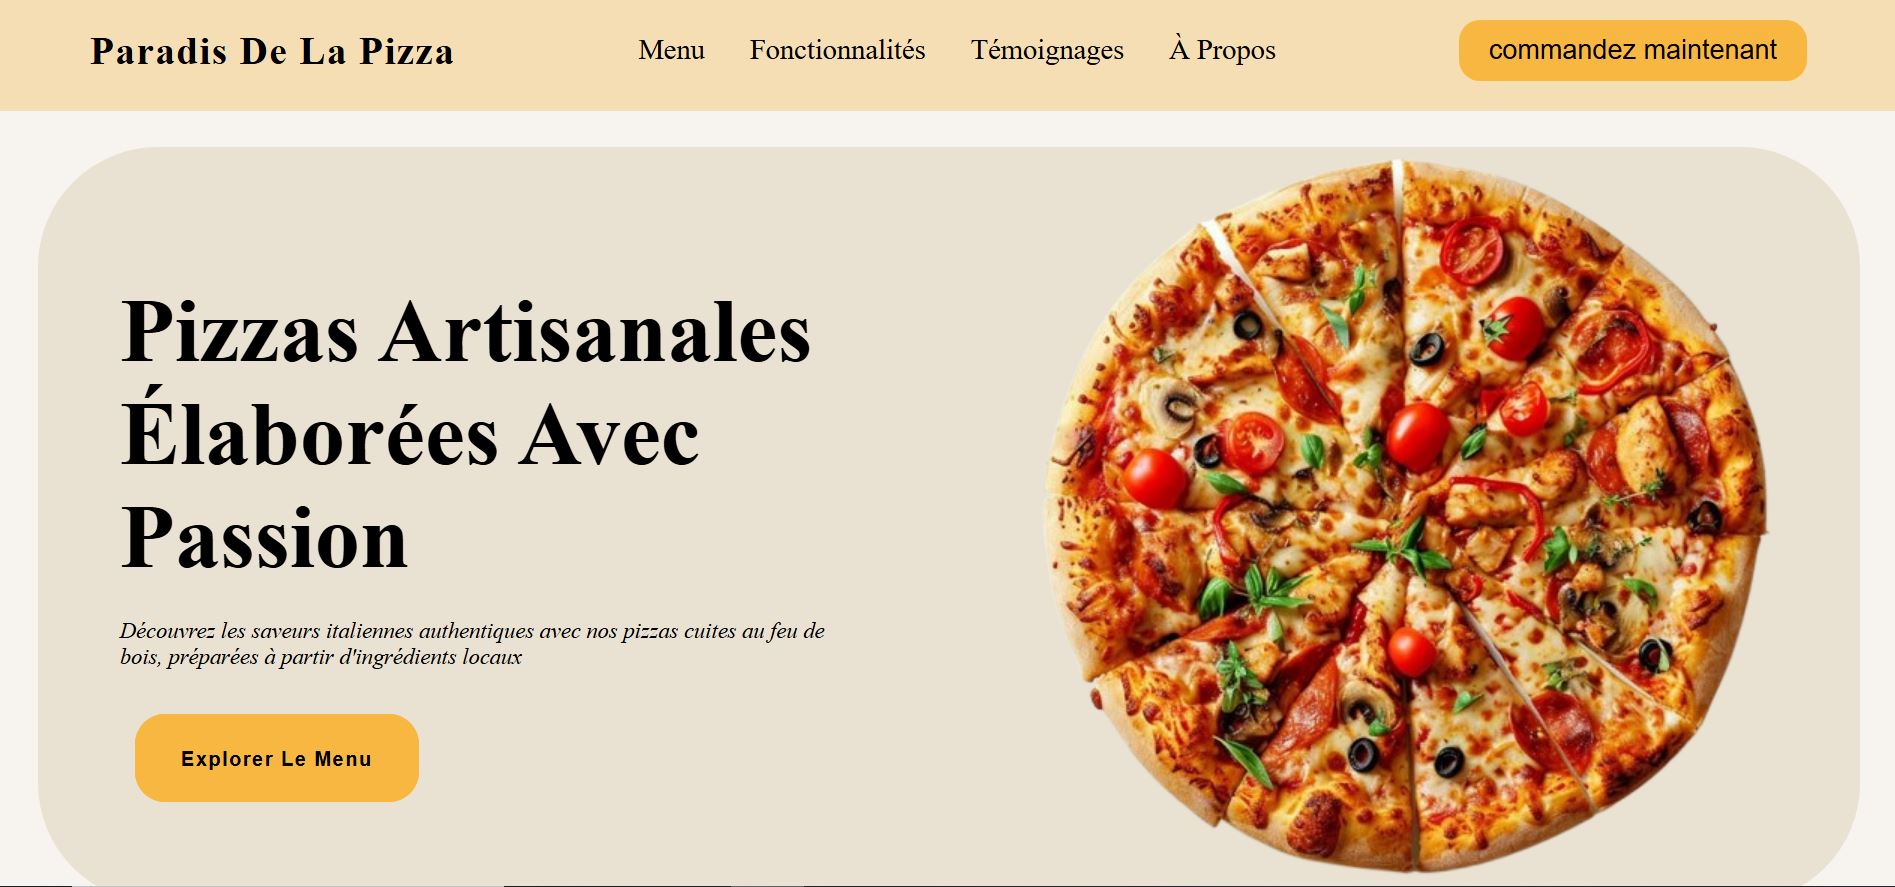 Paradis De La Pizza
Menu
Fonctionnalités
Témoignages
À Propos
commandez maintenant
Pizzas Artisanales
Élaborées Avec
Passion
Découvrez les saveurs italiennes authentiques avec nos pizzas cuites au feu de
bois, préparées à partir d'ingrédients locaux
Explorer Le Menu